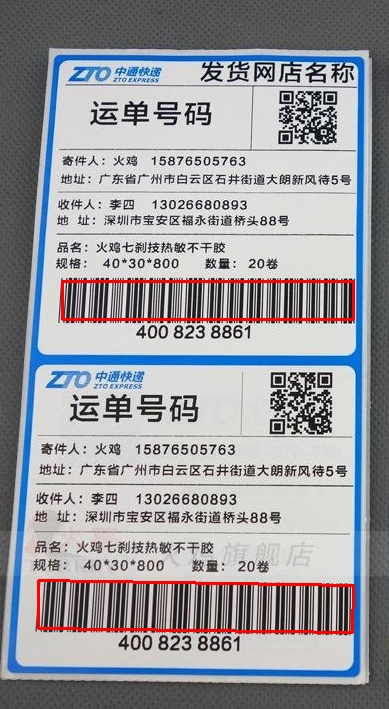 ZTO 中通快递 发货网店名称
ZTO EXPRESS
运单号码
寄件人: 火鸡 15876505763
地址: 广东省广州市白云区石井街道大朗新风待5号
收件人: 李四 13026680893
地 址: 深圳市宝安区福永街道桥头88号
品名: 火鸡七刹技热敏不干胶
规格: 40*30*800 数量: 20卷
400 823 8861
ZTO 中通快递
ZTO EXPRESS
运单号码
寄件人: 火鸡 15876505763
地址: 广东省广州市白云区石井街道大朗新风待5号
收件人: 李四 13026680893
地 址: 深圳市宝安区福永街道桥头88号
品名: 火鸡七刹技热敏不干胶
旗舰店
规格: 40*30*800 数量: 20卷
400 823 8861